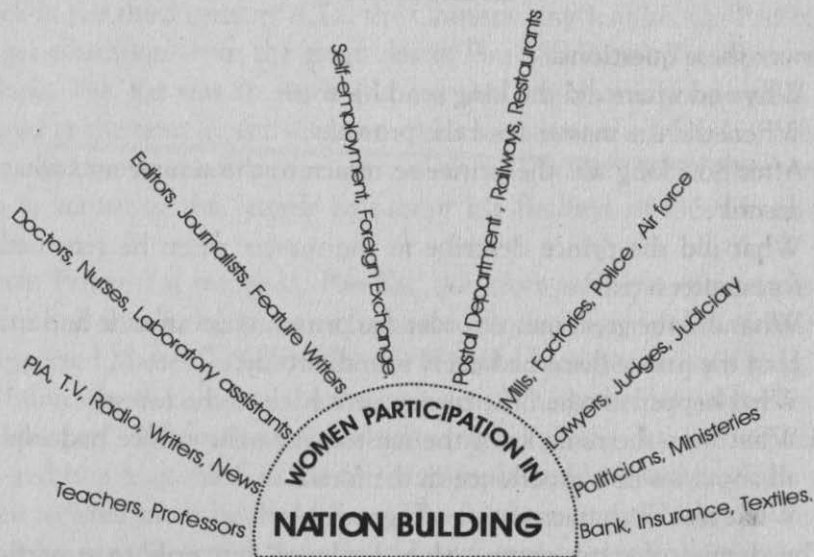 Teachers, Professors
PIA, T.V, Radio, Writers, News
Doctors, Nurses, Laboratory assistants
Editors, Journalists, Feature Writers
Self-employment, Foreign Exchange,
Postal Department, Railways, Restaurants
Mills, Factories, Police - Air force
Lawyers, Judges, Judiciary
Politicians, Ministeries
Bank, Insurance, Textiles,
WOMEN PARTICIPATION IN
NATION BUILDING